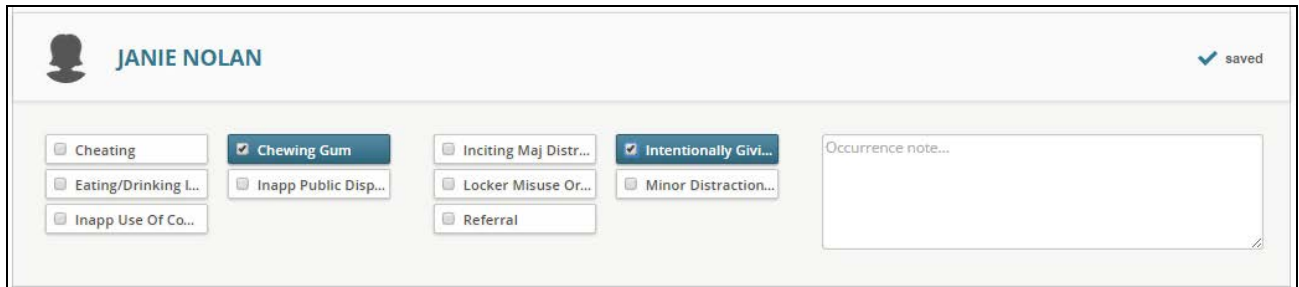 JANIE NOLAN
saved
Cheating
Chewing Gum
Inciting Maj Distr...
Intentionally Givi...
Occurrence note...
Eating/Drinking I...
Inapp Public Disp...
Locker Misuse Or...
Minor Distraction...
Inapp Use Of Co...
Referral